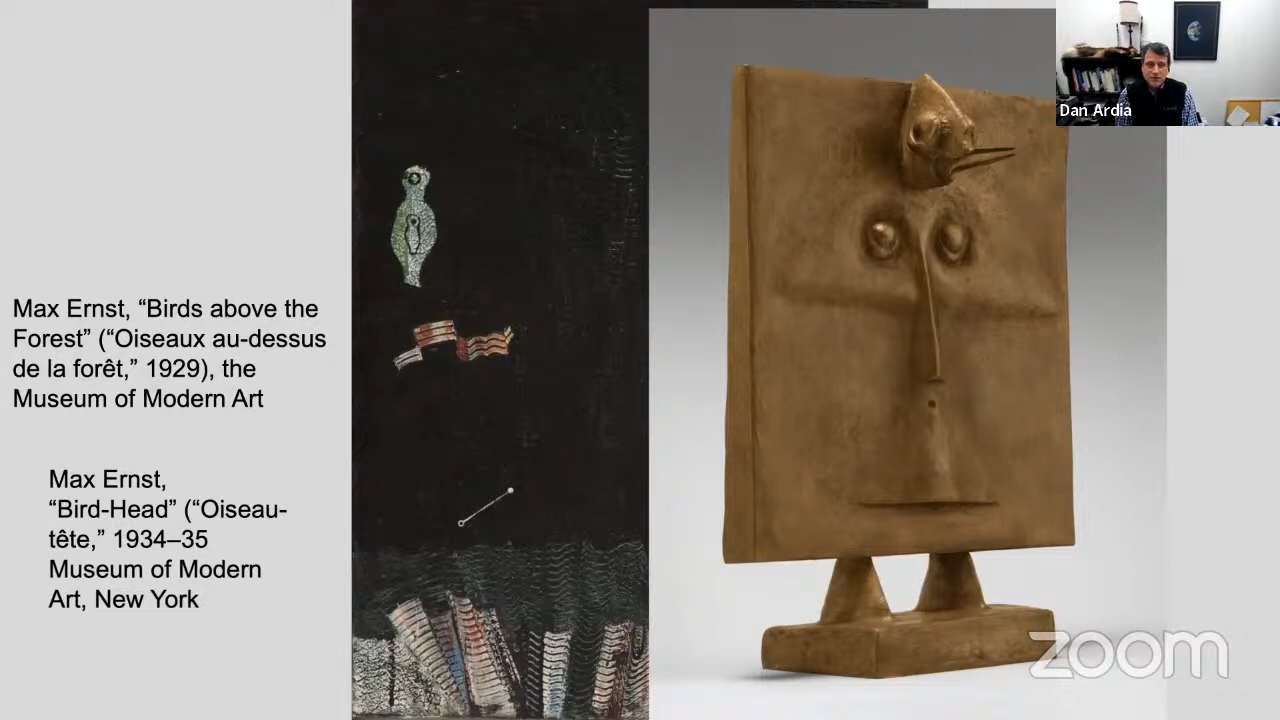 Dan Ardia
Max Ernst, “Birds above the
Forest” (“Oiseaux au-dessus
de la forêt,” 1929), the
Museum of Modern Art
Max Ernst,
“Bird-Head” (“Oiseau-
tête,” 1934–35
Museum of Modern
Art, New York
zoom